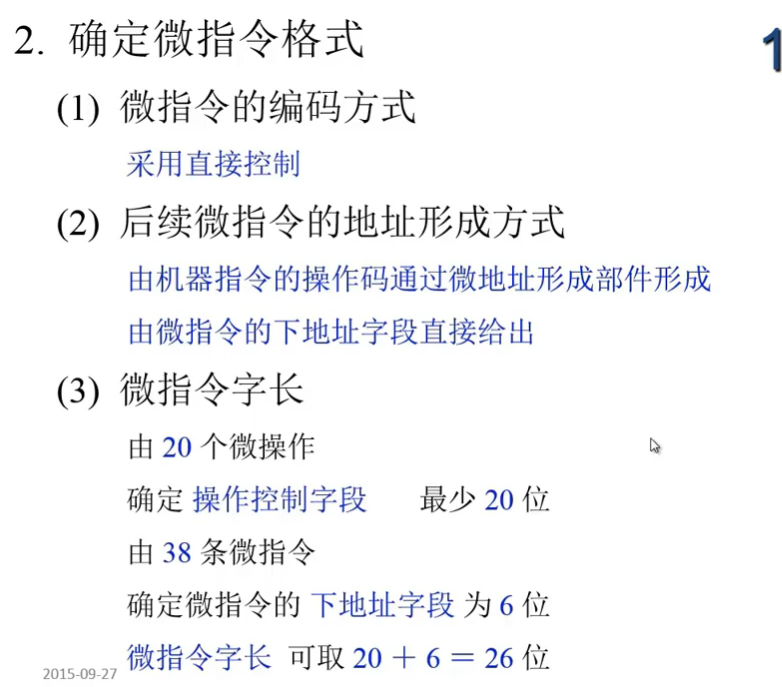 2. 确定微指令格式
1
(1) 微指令的编码方式
采用直接控制
(2) 后续微指令的地址形成方式
由机器指令的操作码通过微地址形成部件形成
由微指令的下地址字段直接给出
(3) 微指令字长
由 20 个微操作
确定 操作控制字段 最少 20 位
由 38 条微指令
确定微指令的 下地址字段 为 6 位
微指令字长 可取 20 + 6 = 26 位
2015-09-27